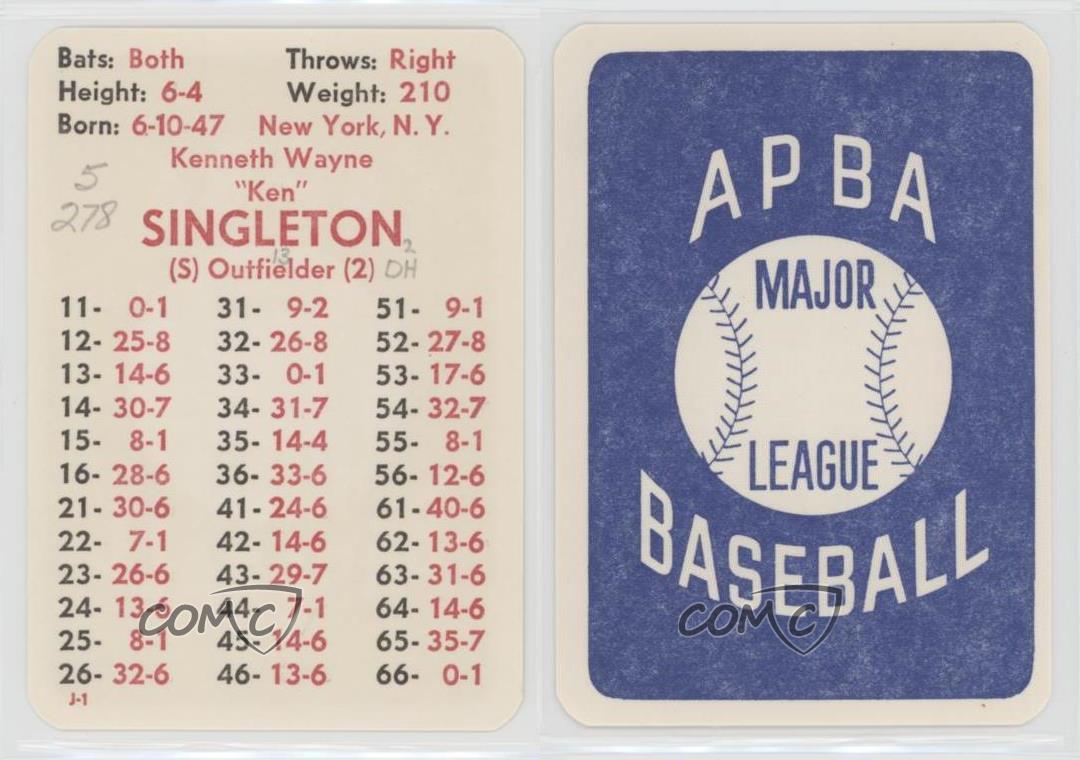 Bats: Both Throws: Right
Height: 6-4 Weight: 210
Born: 6-10-47 New York, N. Y.
Kenneth Wayne
5
"Ken"
278
SINGLETON
13 2
(S) Outfielder (2) DH
11- 0-1 31- 9-2 51- 9-1
12- 25-8 32- 26-8 52- 27-8
13- 14-6 33- 0-1 53- 17-6
14- 30-7 34- 31-7 54- 32-7
15- 8-1 35- 14-4 55- 8-1
16- 28-6 36- 33-6 56- 12-6
21- 30-6 41- 24-6 61- 40-6
22- 7-1 42- 14-6 62- 13-6
23- 26-6 43- 29-7 63- 31-6
24- 13-6 44- 7-1 64- 14-6
25- 8-1 45- 14-6 65- 35-7
26- 32-6 46- 13-6 66- 0-1
J-1
COMC
APBA
MAJOR
LEAGUE
BASEBALL
COMC